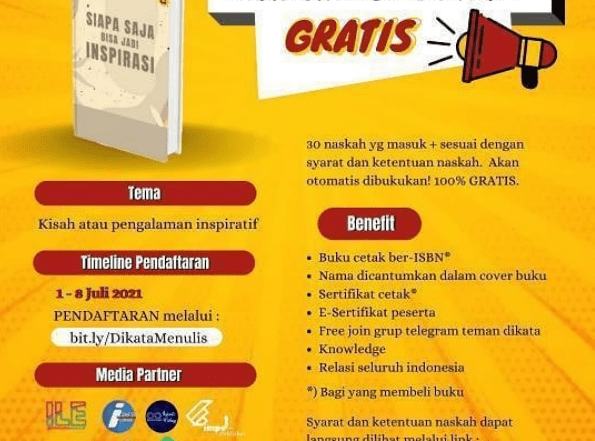 SIAPA SAJA
BISA JADI
INSPIRASI
GRATIS
30 naskah yg masuk + sesuai dengan
syarat dan ketentuan naskah. Akan
otomatis dibukukan! 100% GRATIS.
Tema
Kisah atau pengalaman inspiratif
Timeline Pendaftaran
1 - 8 Juli 2021
PENDAFTARAN melalui :
bit.ly/DikataMenulis
Media Partner
ILE
Benefit
• Buku cetak ber-ISBN*
• Nama dicantumkan dalam cover buku
• Sertifikat cetak*
• E-Sertifikat peserta
• Free join grup telegram teman dikata
• Knowledge
• Relasi seluruh indonesia
*) Bagi yang membeli buku
Syarat dan ketentuan naskah dapat
langsung dilihat melalui link :